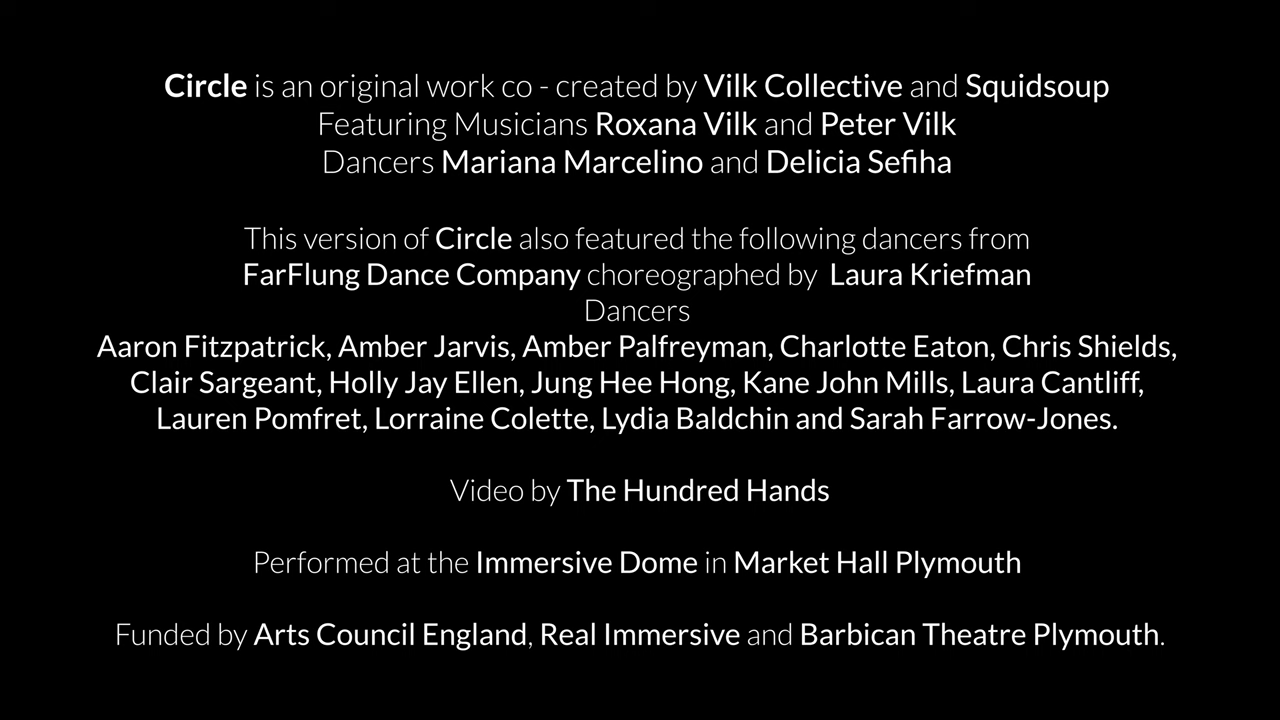 Circle is an original work co - created by Vilk Collective and Squidsoup
Featuring Musicians Roxana Vilk and Peter Vilk
Dancers Mariana Marcelino and Delicia Sefiha
This version of Circle also featured the following dancers from
FarFlung Dance Company choreographed by Laura Kriefman
Dancers
Aaron Fitzpatrick, Amber Jarvis, Amber Palfreyman, Charlotte Eaton, Chris Shields,
Clair Sargeant, Holly Jay Ellen, Jung Hee Hong, Kane John Mills, Laura Cantliff,
Lauren Pomfret, Lorraine Colette, Lydia Baldchin and Sarah Farrow-Jones.
Video by The Hundred Hands
Performed at the Immersive Dome in Market Hall Plymouth
Funded by Arts Council England, Real Immersive and Barbican Theatre Plymouth.